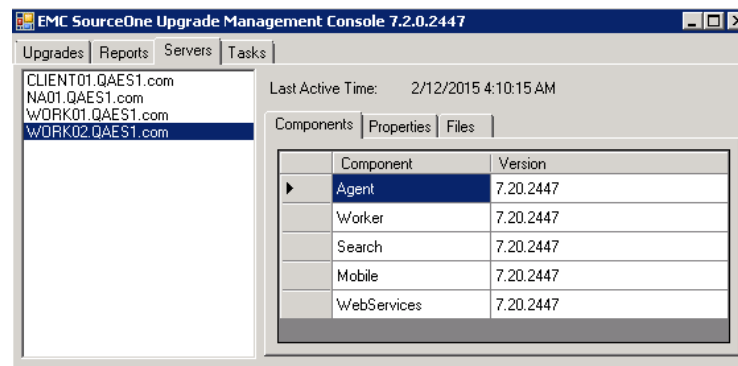 EMC SourceOne Upgrade Management Console 7.2.0.2447
Upgrades Reports Servers Tasks
CLIENT01.QAES1.com
NA01.QAES1.com
WORK01.QAES1.com
WORK02.QAES1.com
Last Active Time: 2/12/2015 4:10:15 AM
Components Properties Files
Component Version
Agent 7.20.2447
Worker 7.20.2447
Search 7.20.2447
Mobile 7.20.2447
WebServices 7.20.2447